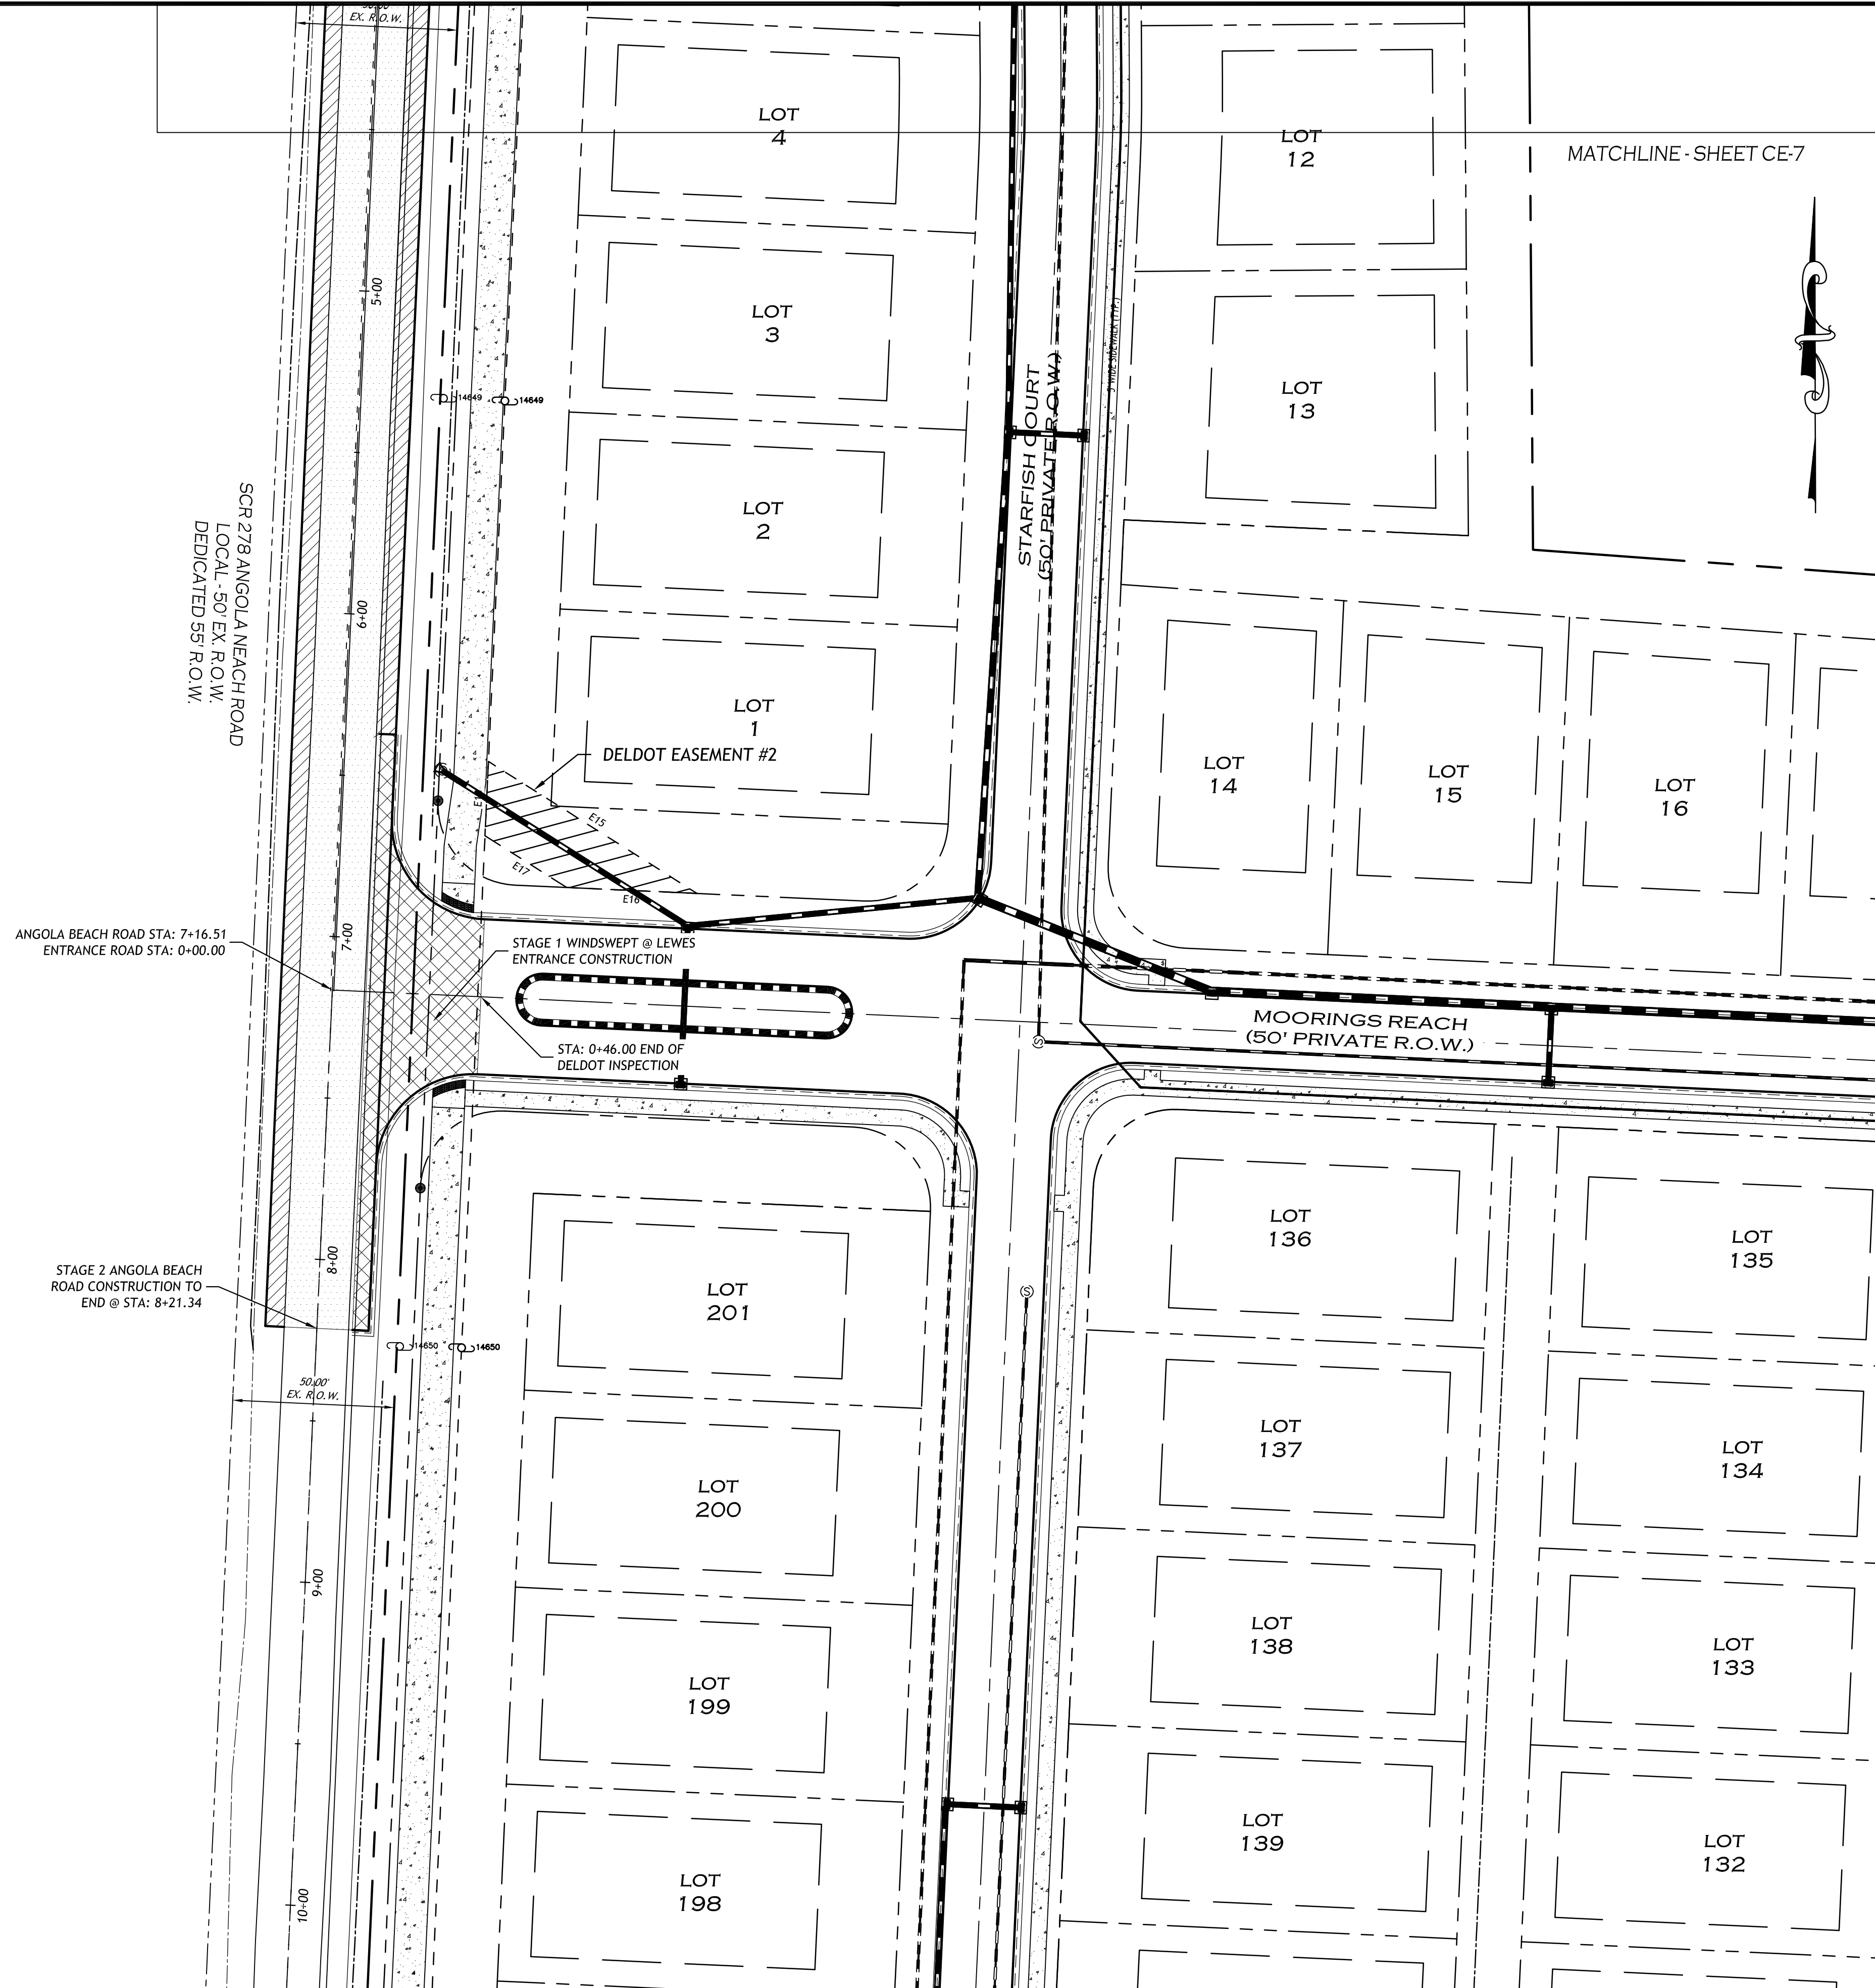 50.00'
EX. R.O.W.
LOT
4
LOT
12
MATCHLINE - SHEET CE-7
5+00
LOT
3
5' WIDE SIDEWALK (TYP.)
LOT
13
14649
14649
STARFISH COURT
(50' PRIVATE R.O.W.)
LOT
2
SCR 278 ANGOLA NEACH ROAD
LOCAL - 50' EX. R.O.W.
DEDICATED 55' R.O.W.
6+00
LOT
1
DELDOT EASEMENT #2
LOT
14
LOT
15
LOT
16
E15
E17
E16
ANGOLA BEACH ROAD STA: 7+16.51
ENTRANCE ROAD STA: 0+00.00
7+00
STAGE 1 WINDSWEPT @ LEWES
ENTRANCE CONSTRUCTION
MOORINGS REACH
(50' PRIVATE R.O.W.)
S
STA: 0+46.00 END OF
DELDOT INSPECTION
LOT
136
LOT
135
STAGE 2 ANGOLA BEACH
ROAD CONSTRUCTION TO
END @ STA: 8+21.34
8+00
LOT
201
S
14650
14650
50.00'
EX. R.O.W.
LOT
137
LOT
134
LOT
200
9+00
LOT
138
LOT
133
LOT
199
LOT
139
LOT
132
LOT
198
10+00